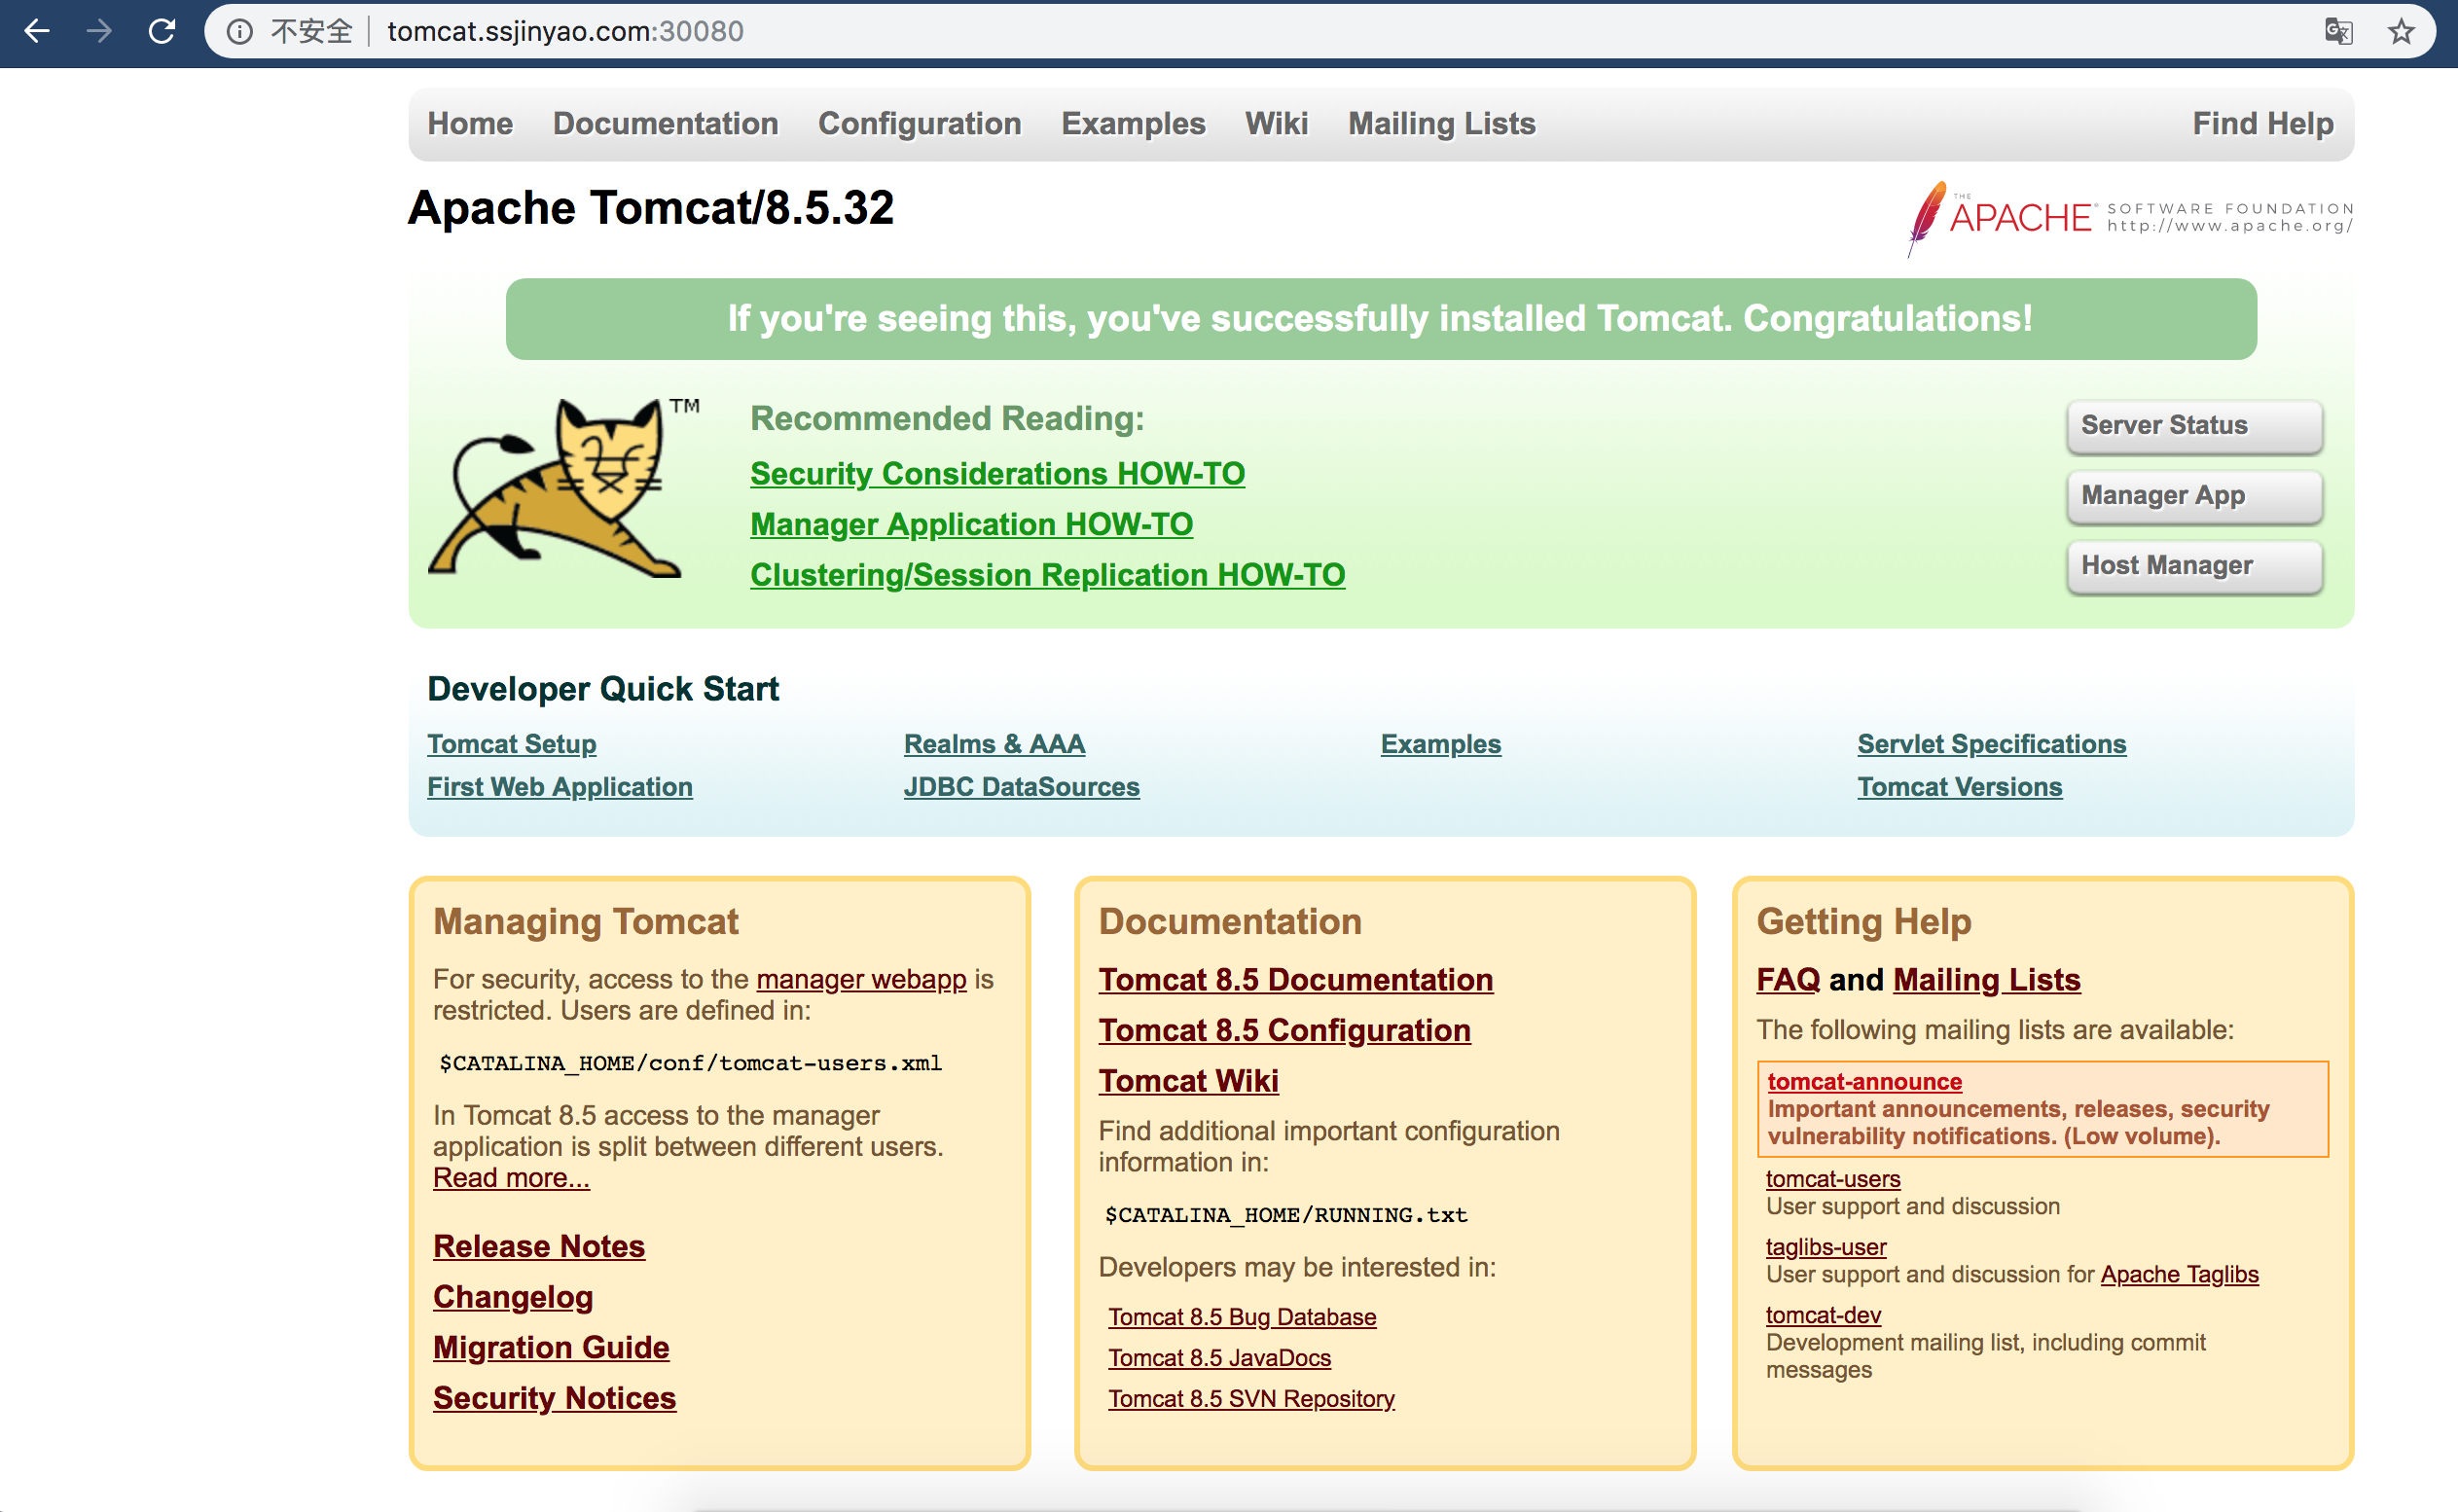 不安全 tomcat.ssjinyao.com:30080
Home Documentation Configuration Examples Wiki Mailing Lists Find Help
Apache Tomcat/8.5.32
THE APACHE® SOFTWARE FOUNDATION
http://www.apache.org/
If you're seeing this, you've successfully installed Tomcat. Congratulations!
TM
Recommended Reading:
Security Considerations HOW-TO
Manager Application HOW-TO
Clustering/Session Replication HOW-TO
Server Status
Manager App
Host Manager
Developer Quick Start
Tomcat Setup
First Web Application
Realms & AAA
JDBC DataSources
Examples
Servlet Specifications
Tomcat Versions
Managing Tomcat
For security, access to the manager webapp is
restricted. Users are defined in:
$CATALINA_HOME/conf/tomcat-users.xml
In Tomcat 8.5 access to the manager
application is split between different users.
Read more...
Release Notes
Changelog
Migration Guide
Security Notices
Documentation
Tomcat 8.5 Documentation
Tomcat 8.5 Configuration
Tomcat Wiki
Find additional important configuration
information in:
$CATALINA_HOME/RUNNING.txt
Developers may be interested in:
Tomcat 8.5 Bug Database
Tomcat 8.5 JavaDocs
Tomcat 8.5 SVN Repository
Getting Help
FAQ and Mailing Lists
The following mailing lists are available:
tomcat-announce
Important announcements, releases, security
vulnerability notifications. (Low volume).
tomcat-users
User support and discussion
taglibs-user
User support and discussion for Apache Taglibs
tomcat-dev
Development mailing list, including commit
messages